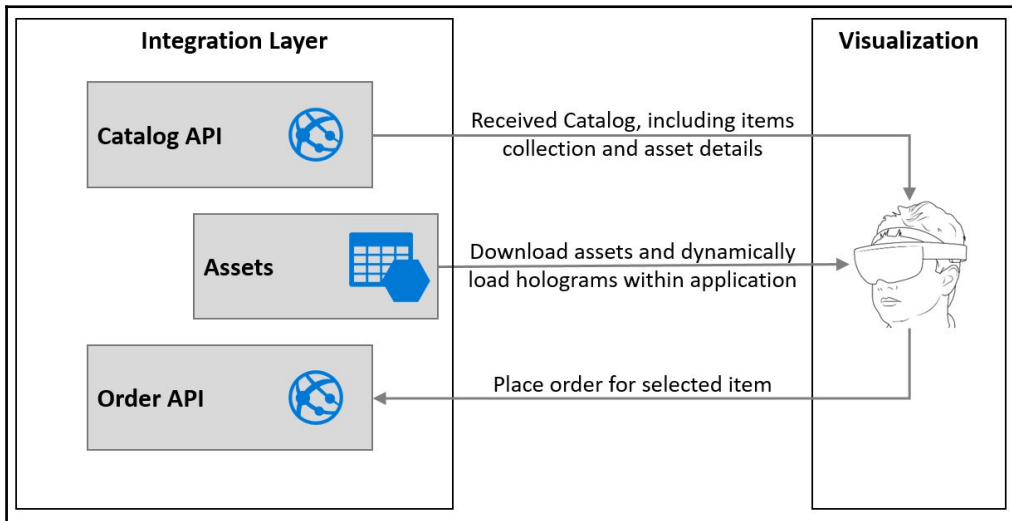 Integration Layer
Visualization
Catalog API
Received Catalog, including items
collection and asset details
Assets
Download assets and dynamically
load holograms within application
Order API
Place order for selected item